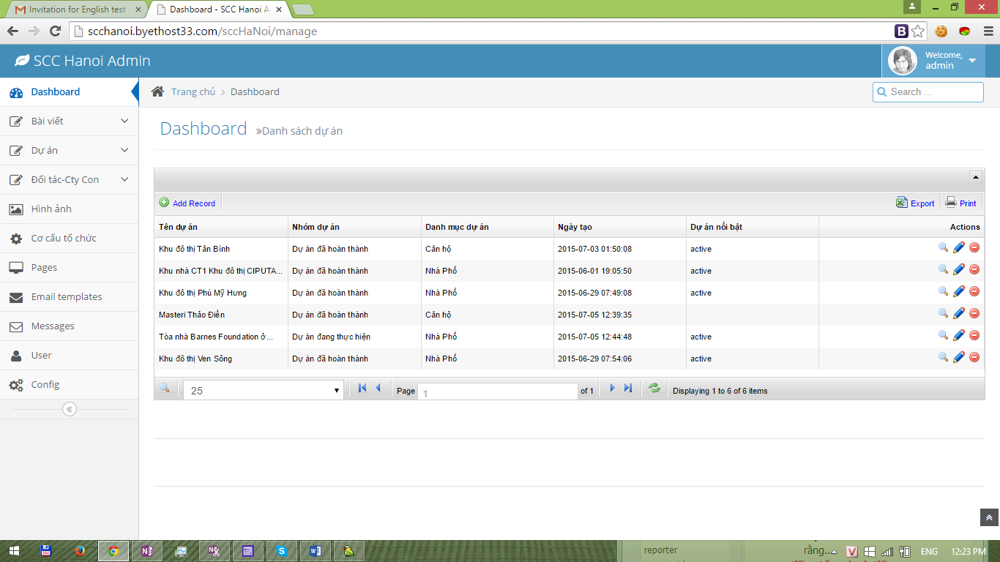 Invitation for English test
Dashboard - SCC Hanoi A
scchanoi.byethost33.com/sccHaNoi/manage
SCC Hanoi Admin
Welcome,
admin
Dashboard
Trang chủ
Dashboard
Search ...
Bài viết
Dự án
Đối tác-Cty Con
Hình ảnh
Cơ cấu tổ chức
Pages
Email templates
Messages
User
Config
Dashboard »Danh sách dự án
Add Record Export Print
Tên dự án Nhóm dự án Danh mục dự án Ngày tạo Dự án nổi bật Actions
Khu đô thị Tân Bình Dự án đã hoàn thành Căn hộ 2015-07-03 01:50:08 active
Khu nhà CT1 Khu đô thị CIPUTA... Dự án đã hoàn thành Nhà Phố 2015-06-01 19:05:50 active
Khu đô thị Phú Mỹ Hưng Dự án đã hoàn thành Nhà Phố 2015-06-29 07:49:08 active
Masteri Thảo Điền Dự án đã hoàn thành Căn hộ 2015-07-05 12:39:35
Tòa nhà Barnes Foundation ở... Dự án đang thực hiện Nhà Phố 2015-07-05 12:44:48 active
Khu đô thị Ven Sông Dự án đã hoàn thành Nhà Phố 2015-06-29 07:54:06 active
25 Page 1 of 1 Displaying 1 to 6 of 6 items
reporter
rằng...
ENG 12:23 PM